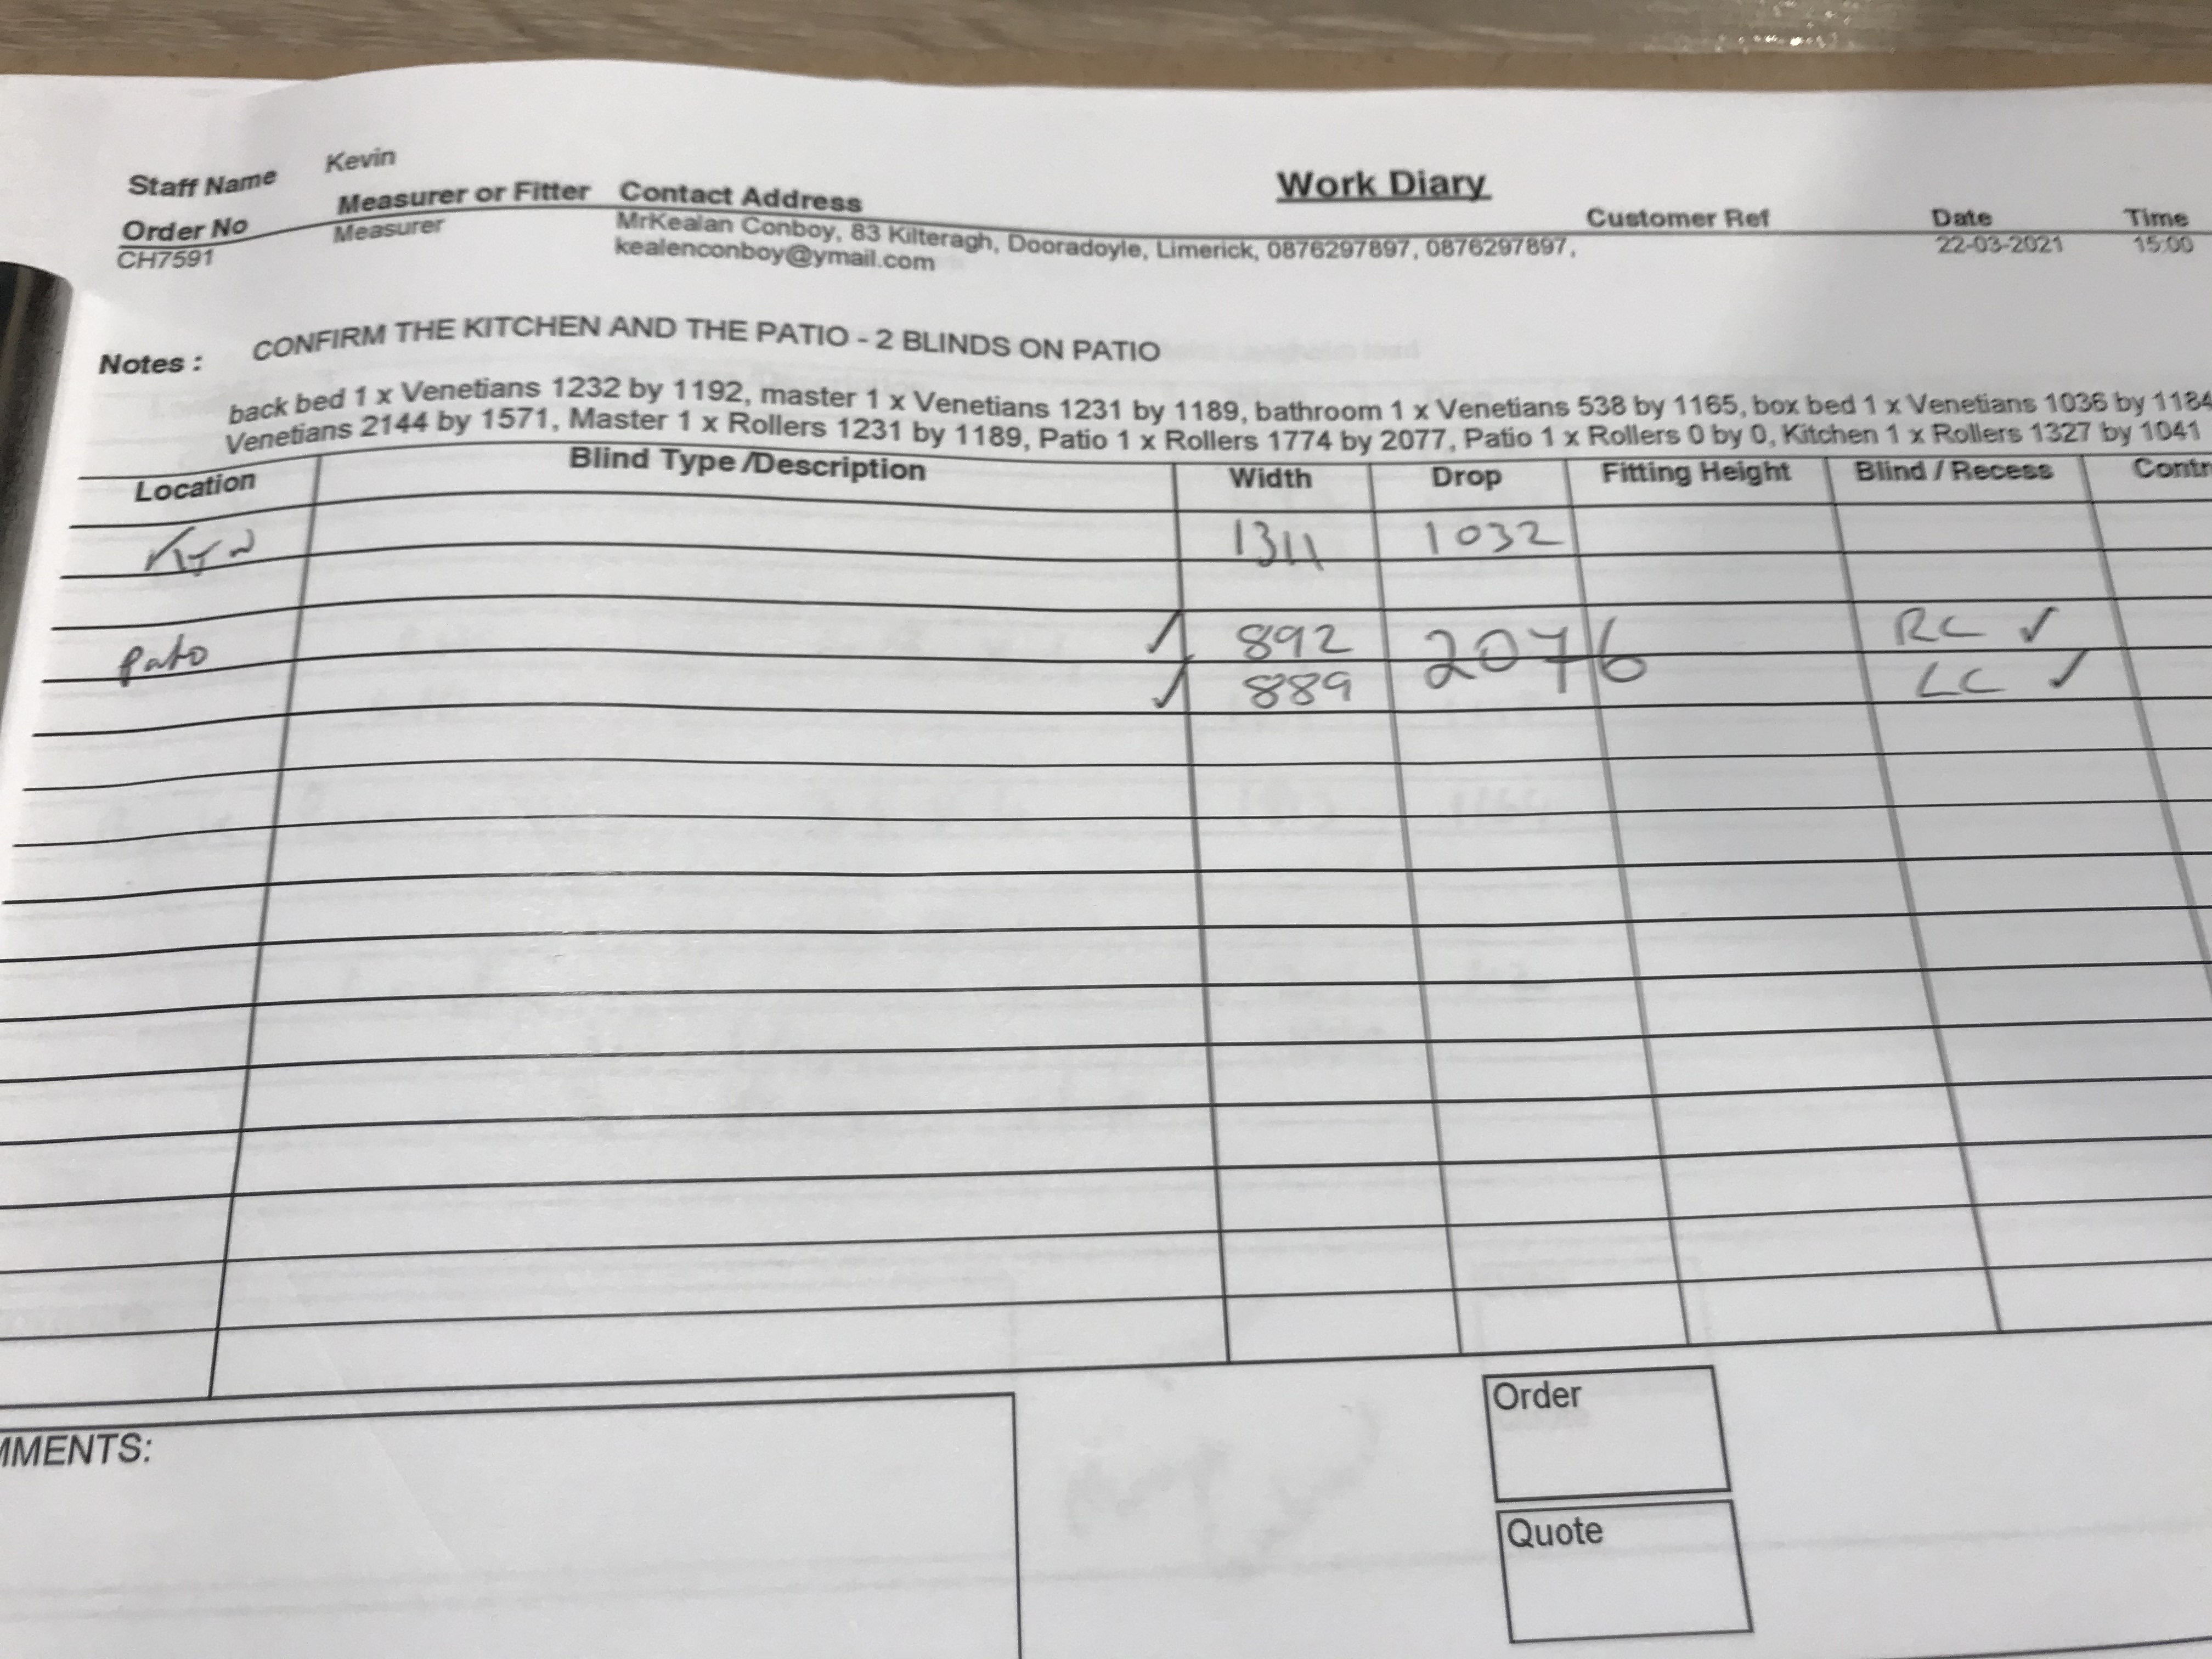 Work Diary
Staff Name Kevin
Order No Measurer or Fitter Contact Address Customer Ref Date Time
CH7591 Measurer MrKealan Conboy, 83 Kilteragh, Dooradoyle, Limerick, 0876297897, 0876297897, 22-03-2021 15:00
kealenconboy@ymail.com
Notes : CONFIRM THE KITCHEN AND THE PATIO - 2 BLINDS ON PATIO
back bed 1 x Venetians 1232 by 1192, master 1 x Venetians 1231 by 1189, bathroom 1 x Venetians 538 by 1165, box bed 1 x Venetians 1036 by 1184
Venetians 2144 by 1571, Master 1 x Rollers 1231 by 1189, Patio 1 x Rollers 1774 by 2077, Patio 1 x Rollers 0 by 0, Kitchen 1 x Rollers 1327 by 1041
Location Blind Type /Description Width Drop Fitting Height Blind / Recess Contr
1311 1032
Patio ✓ 892 2076 RC ✓
✓ 889 LC ✓
MMENTS:
Order
Quote